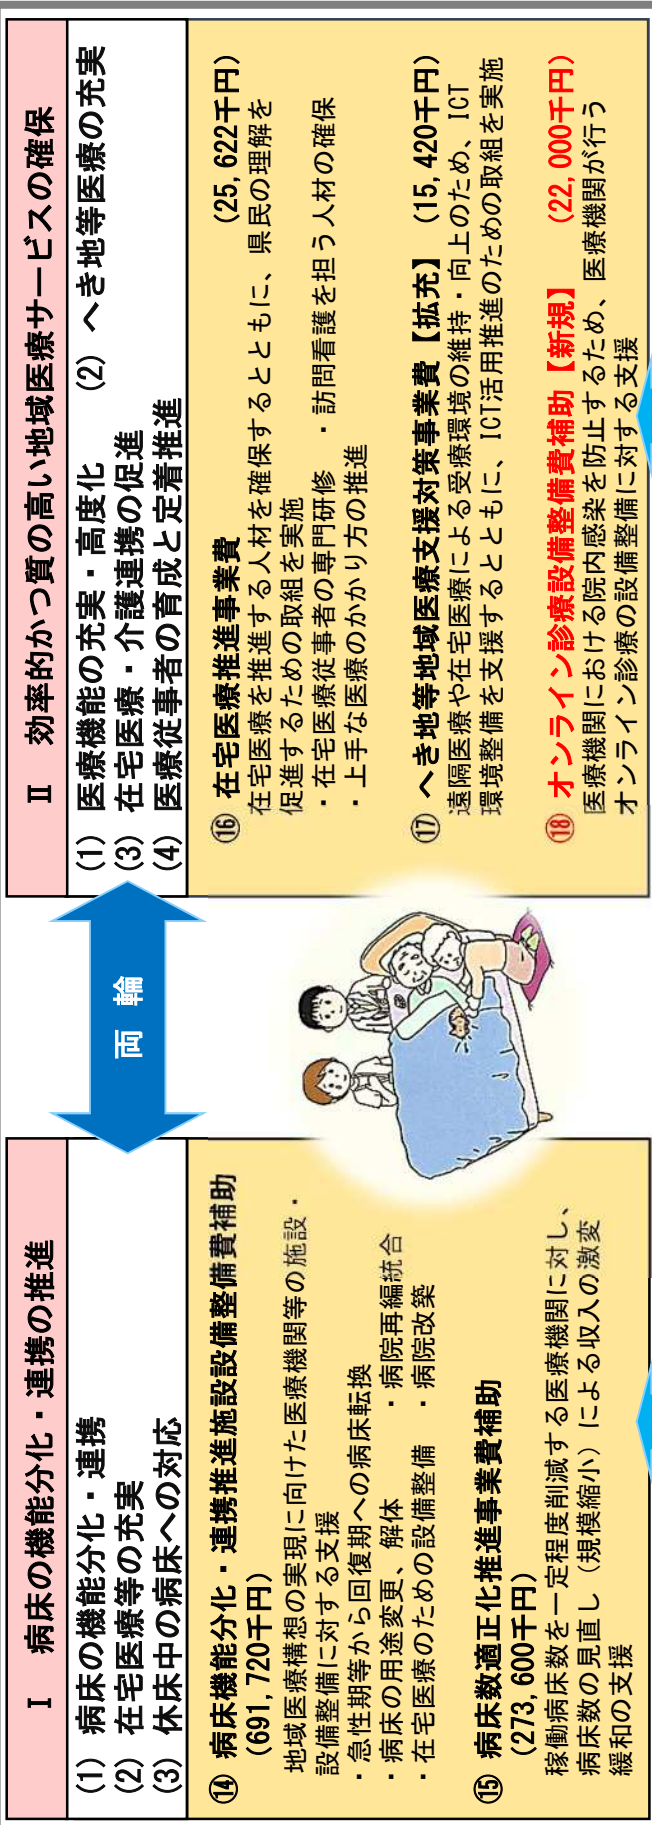 Ⅰ　病床の機能分化・連携の推進
(1) 病床の機能分化・連携
(2) 在宅医療等の充実
(3) 休床中の病床への対応
⑭ 病床機能分化・連携推進施設設備整備費補助
(691,720千円)
地域医療構想の実現に向けた医療機関等の施設・
設備整備に対する支援
・急性期等から回復期への病床転換
・病床の用途変更、解体　・病院再編統合
・在宅医療のための設備整備　・病院改築
⑮ 病床数適正化推進事業費補助
(273,600千円)
稼働病床数を一定程度削減する医療機関に対し、
病床数の見直し（規模縮小）による収入の激変
緩和の支援
両 輪
Ⅱ　効率的かつ質の高い地域医療サービスの確保
(1) 医療機能の充実・高度化　(2) へき地等医療の充実
(3) 在宅医療・介護連携の促進
(4) 医療従事者の育成と定着推進
⑯ 在宅医療推進事業費　(25,622千円)
在宅医療を推進する人材を確保するとともに、県民の理解を
促進するための取組を実施
・在宅医療従事者の専門研修　・訪問看護を担う人材の確保
・上手な医療のかかり方の推進
⑰ へき地等地域医療支援対策事業費【拡充】 (15,420千円)
遠隔医療や在宅医療による受療環境の維持・向上のため、ICT
環境整備を支援するとともに、ICT活用推進のための取組を実施
⑱ オンライン診療設備整備費補助【新規】　(22,000千円)
医療機関における院内感染を防止するため、医療機関が行う
オンライン診療の設備整備に対する支援